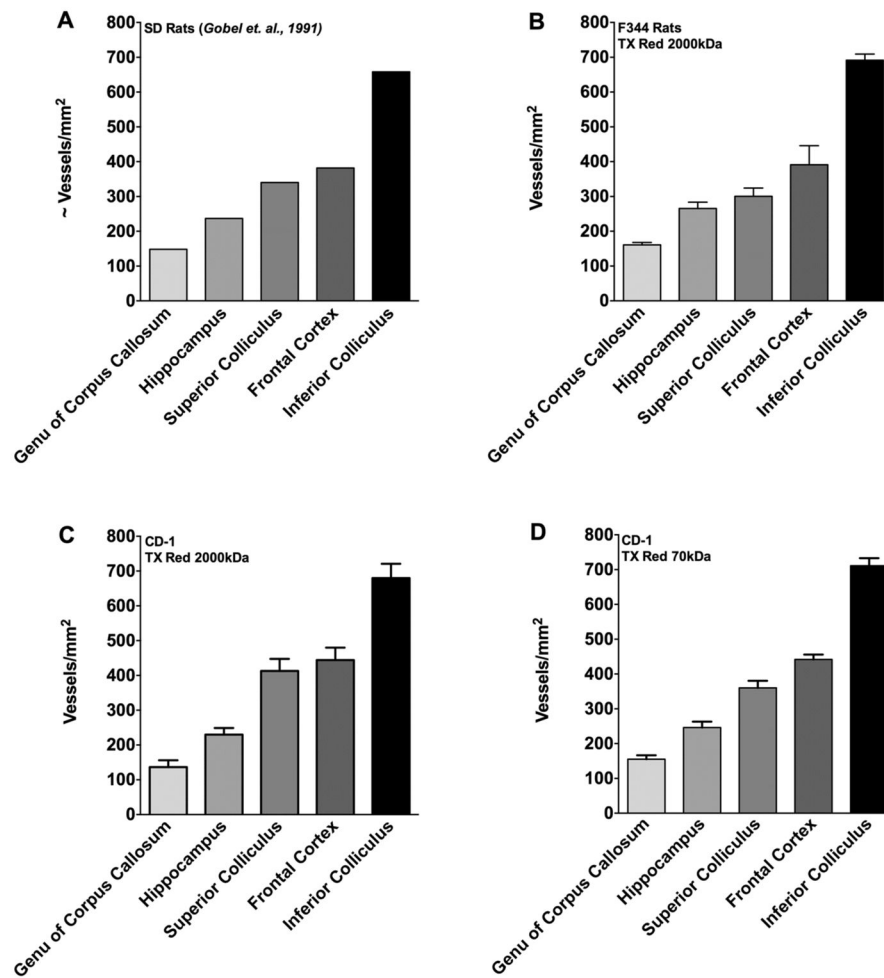 A
SD Rats (Gobel et. al., 1991)
~ Vessels/mm²
800
700
600
500
400
300
200
100
0
Genu of Corpus Callosum
Hippocampus
Superior Colliculus
Frontal Cortex
Inferior Colliculus
B
F344 Rats
TX Red 2000kDa
Vessels/mm²
800
700
600
500
400
300
200
100
0
Genu of Corpus Callosum
Hippocampus
Superior Colliculus
Frontal Cortex
Inferior Colliculus
C
CD-1
TX Red 2000kDa
Vessels/mm²
800
700
600
500
400
300
200
100
0
Genu of Corpus Callosum
Hippocampus
Superior Colliculus
Frontal Cortex
Inferior Colliculus
D
CD-1
TX Red 70kDa
Vessels/mm²
800
700
600
500
400
300
200
100
0
Genu of Corpus Callosum
Hippocampus
Superior Colliculus
Frontal Cortex
Inferior Colliculus